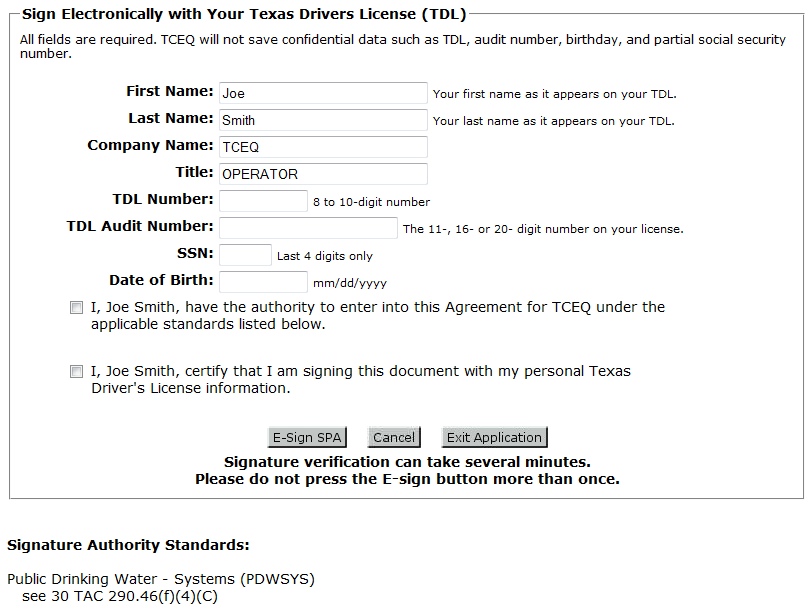 Sign Electronically with Your Texas Drivers License (TDL)
All fields are required. TCEQ will not save confidential data such as TDL, audit number, birthday, and partial social security
number.
First Name: Joe Your first name as it appears on your TDL.
Last Name: Smith Your last name as it appears on your TDL.
Company Name: TCEQ
Title: OPERATOR
TDL Number: 8 to 10-digit number
TDL Audit Number: The 11-, 16- or 20- digit number on your license.
SSN: Last 4 digits only
Date of Birth: mm/dd/yyyy
I, Joe Smith, have the authority to enter into this Agreement for TCEQ under the
applicable standards listed below.
I, Joe Smith, certify that I am signing this document with my personal Texas
Driver's License information.
E-Sign SPA Cancel Exit Application
Signature verification can take several minutes.
Please do not press the E-sign button more than once.
Signature Authority Standards:
Public Drinking Water - Systems (PDWSYS)
see 30 TAC 290.46(f)(4)(C)